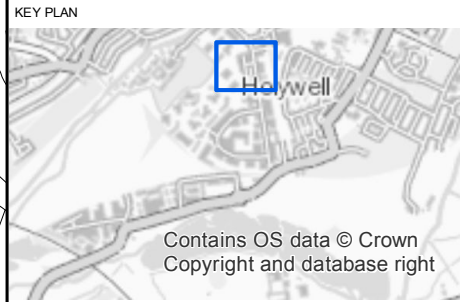 KEY PLAN
Holywell
Contains OS data © Crown
Copyright and database right